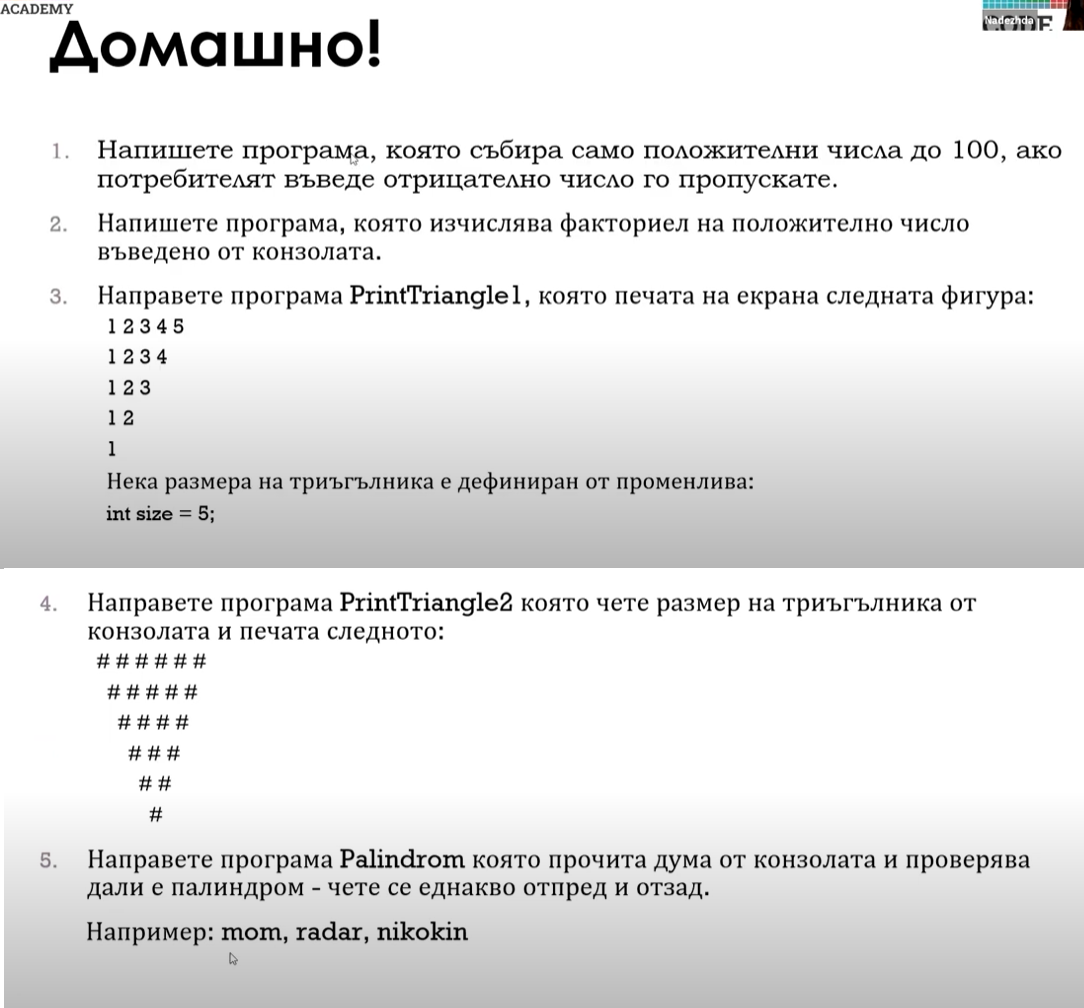 ACADEMY
Nadezhda
Домашно!
1. Напишете програма, която събира само положителни числа до 100, ако
потребителят въведе отрицателно число го пропускате.
2. Напишете програма, която изчислява факториел на положително число
въведено от конзолата.
3. Направете програма PrintTriangle1, която печата на екрана следната фигура:
1 2 3 4 5
1 2 3 4
1 2 3
1 2
1
Нека размера на триъгълника е дефиниран от променлива:
int size = 5;
4. Направете програма PrintTriangle2 която чете размер на триъгълника от
конзолата и печата следното:
# # # # # #
# # # # #
# # # #
# # #
# #
#
5. Направете програма Palindrom която прочита дума от конзолата и проверява
дали е палиндром - чете се еднакво отпред и отзад.
Например: mom, radar, nikokin